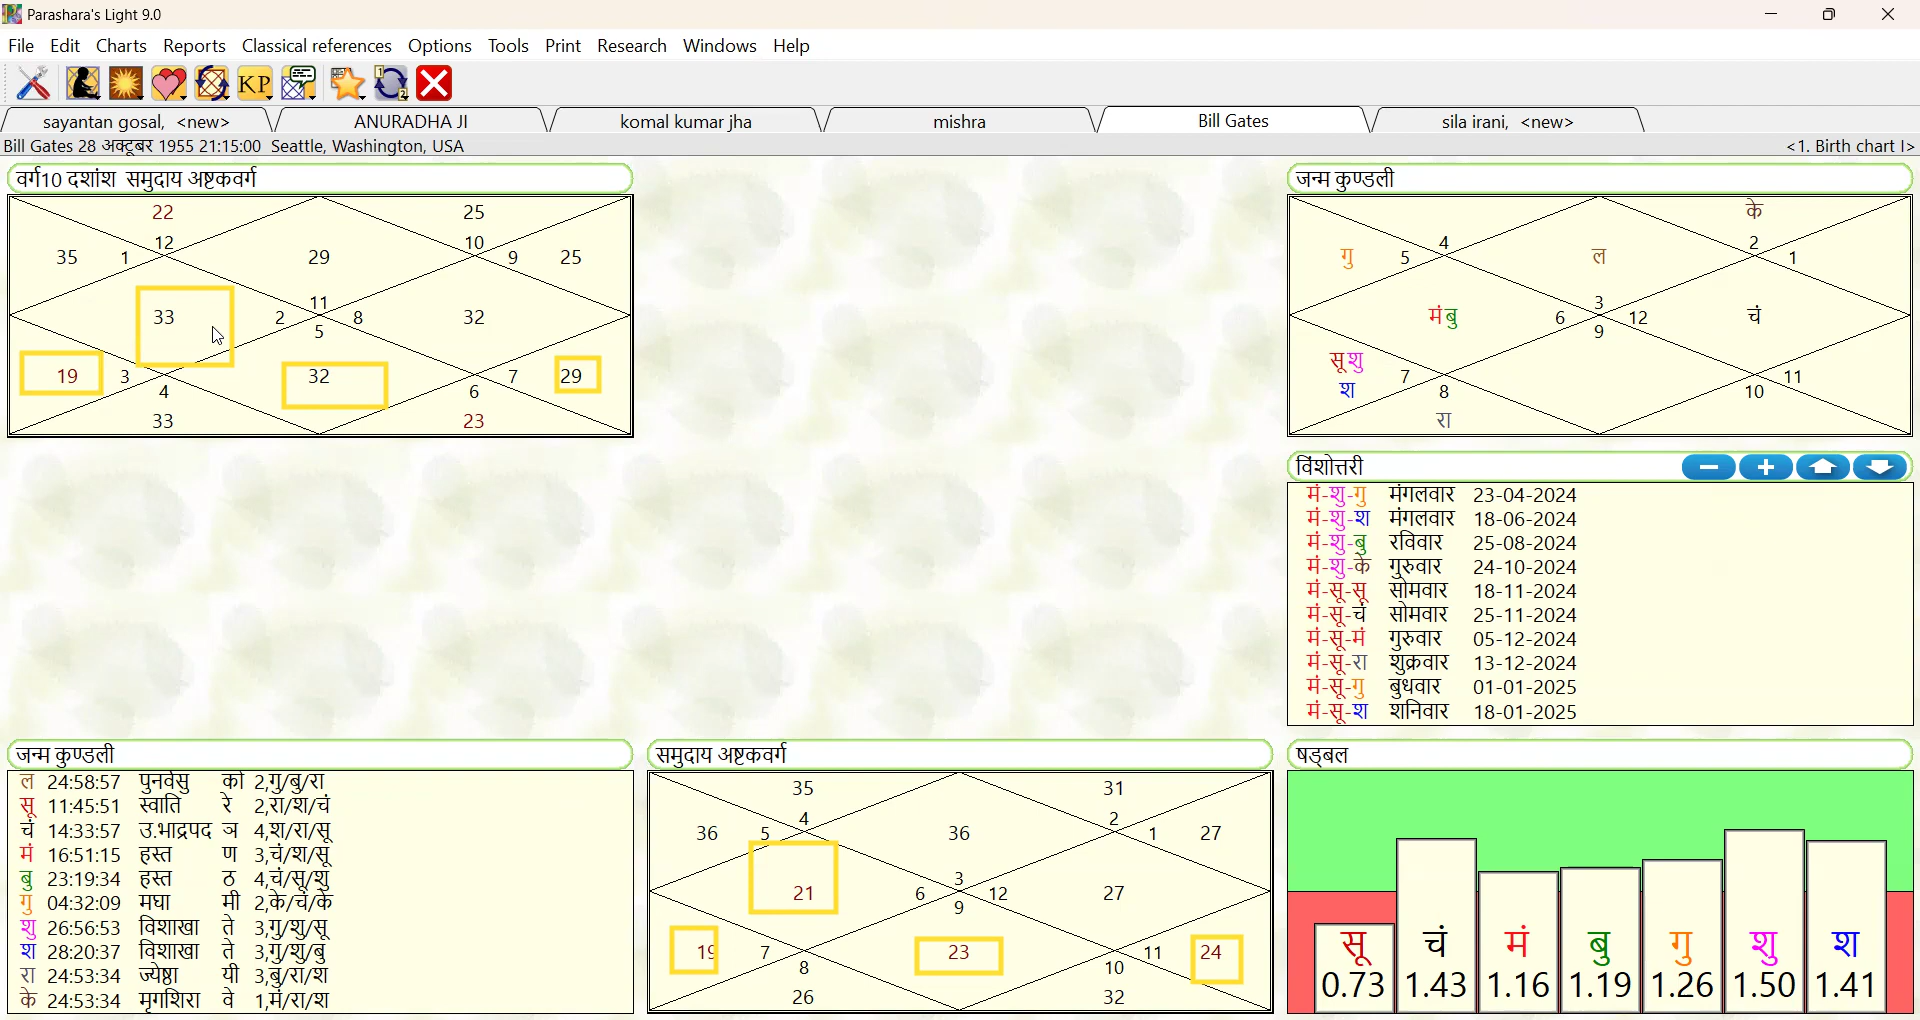 Parashara's Light 9.0
File Edit Charts Reports Classical references Options Tools Print Research Windows Help
KP 1 2
sayantan gosal, <new> ANURADHA JI komal kumar jha mishra Bill Gates sila irani, <new>
Bill Gates 28 अक्टूबर 1955 21:15:00 Seattle, Washington, USA <1. Birth chart I>
वर्ग10 दशांश समुदाय अष्टकवर्ग
22 25
12 10
35 1 29 9 25
11
33 2 8 32
5
19 3 32 7 29
4 6
33 23
जन्म कुण्डली
के
4 2
गु 5 ल 1
3
मं बु 6 12 चं
9
सू शु
7 11
श 8 10
रा
विंशोत्तरी
मं-शु-गु मंगलवार 23-04-2024
मं-शु-श मंगलवार 18-06-2024
मं-शु-बु रविवार 25-08-2024
मं-शु-के गुरुवार 24-10-2024
मं-सू-सू सोमवार 18-11-2024
मं-सू-चं सोमवार 25-11-2024
मं-सू-मं गुरुवार 05-12-2024
मं-सू-रा शुक्रवार 13-12-2024
मं-सू-गु बुधवार 01-01-2025
मं-सू-श शनिवार 18-01-2025
जन्म कुण्डली
ल 24:58:57 पुनर्वसु को 2,गु/बु/रा
सू 11:45:51 स्वाति रे 2,रा/श/चं
चं 14:33:57 उ.भाद्रपद ञ 4,श/रा/सू
मं 16:51:15 हस्त ण 3,चं/श/सू
बु 23:19:34 हस्त ठ 4,चं/सू/शु
गु 04:32:09 मघा मी 2,के/चं/के
शु 26:56:53 विशाखा ते 3,गु/शु/सू
श 28:20:37 विशाखा ते 3,गु/शु/बु
रा 24:53:34 ज्येष्ठा यी 3,बु/रा/श
के 24:53:34 मृगशिरा वे 1,मं/रा/श
समुदाय अष्टकवर्ग
35 31
4 2
36 5 36 1 27
3
21 6 12 27
9
19 7 23 11 24
8 10
26 32
षड्बल
सू चं मं बु गु शु श
0.73 1.43 1.16 1.19 1.26 1.50 1.41